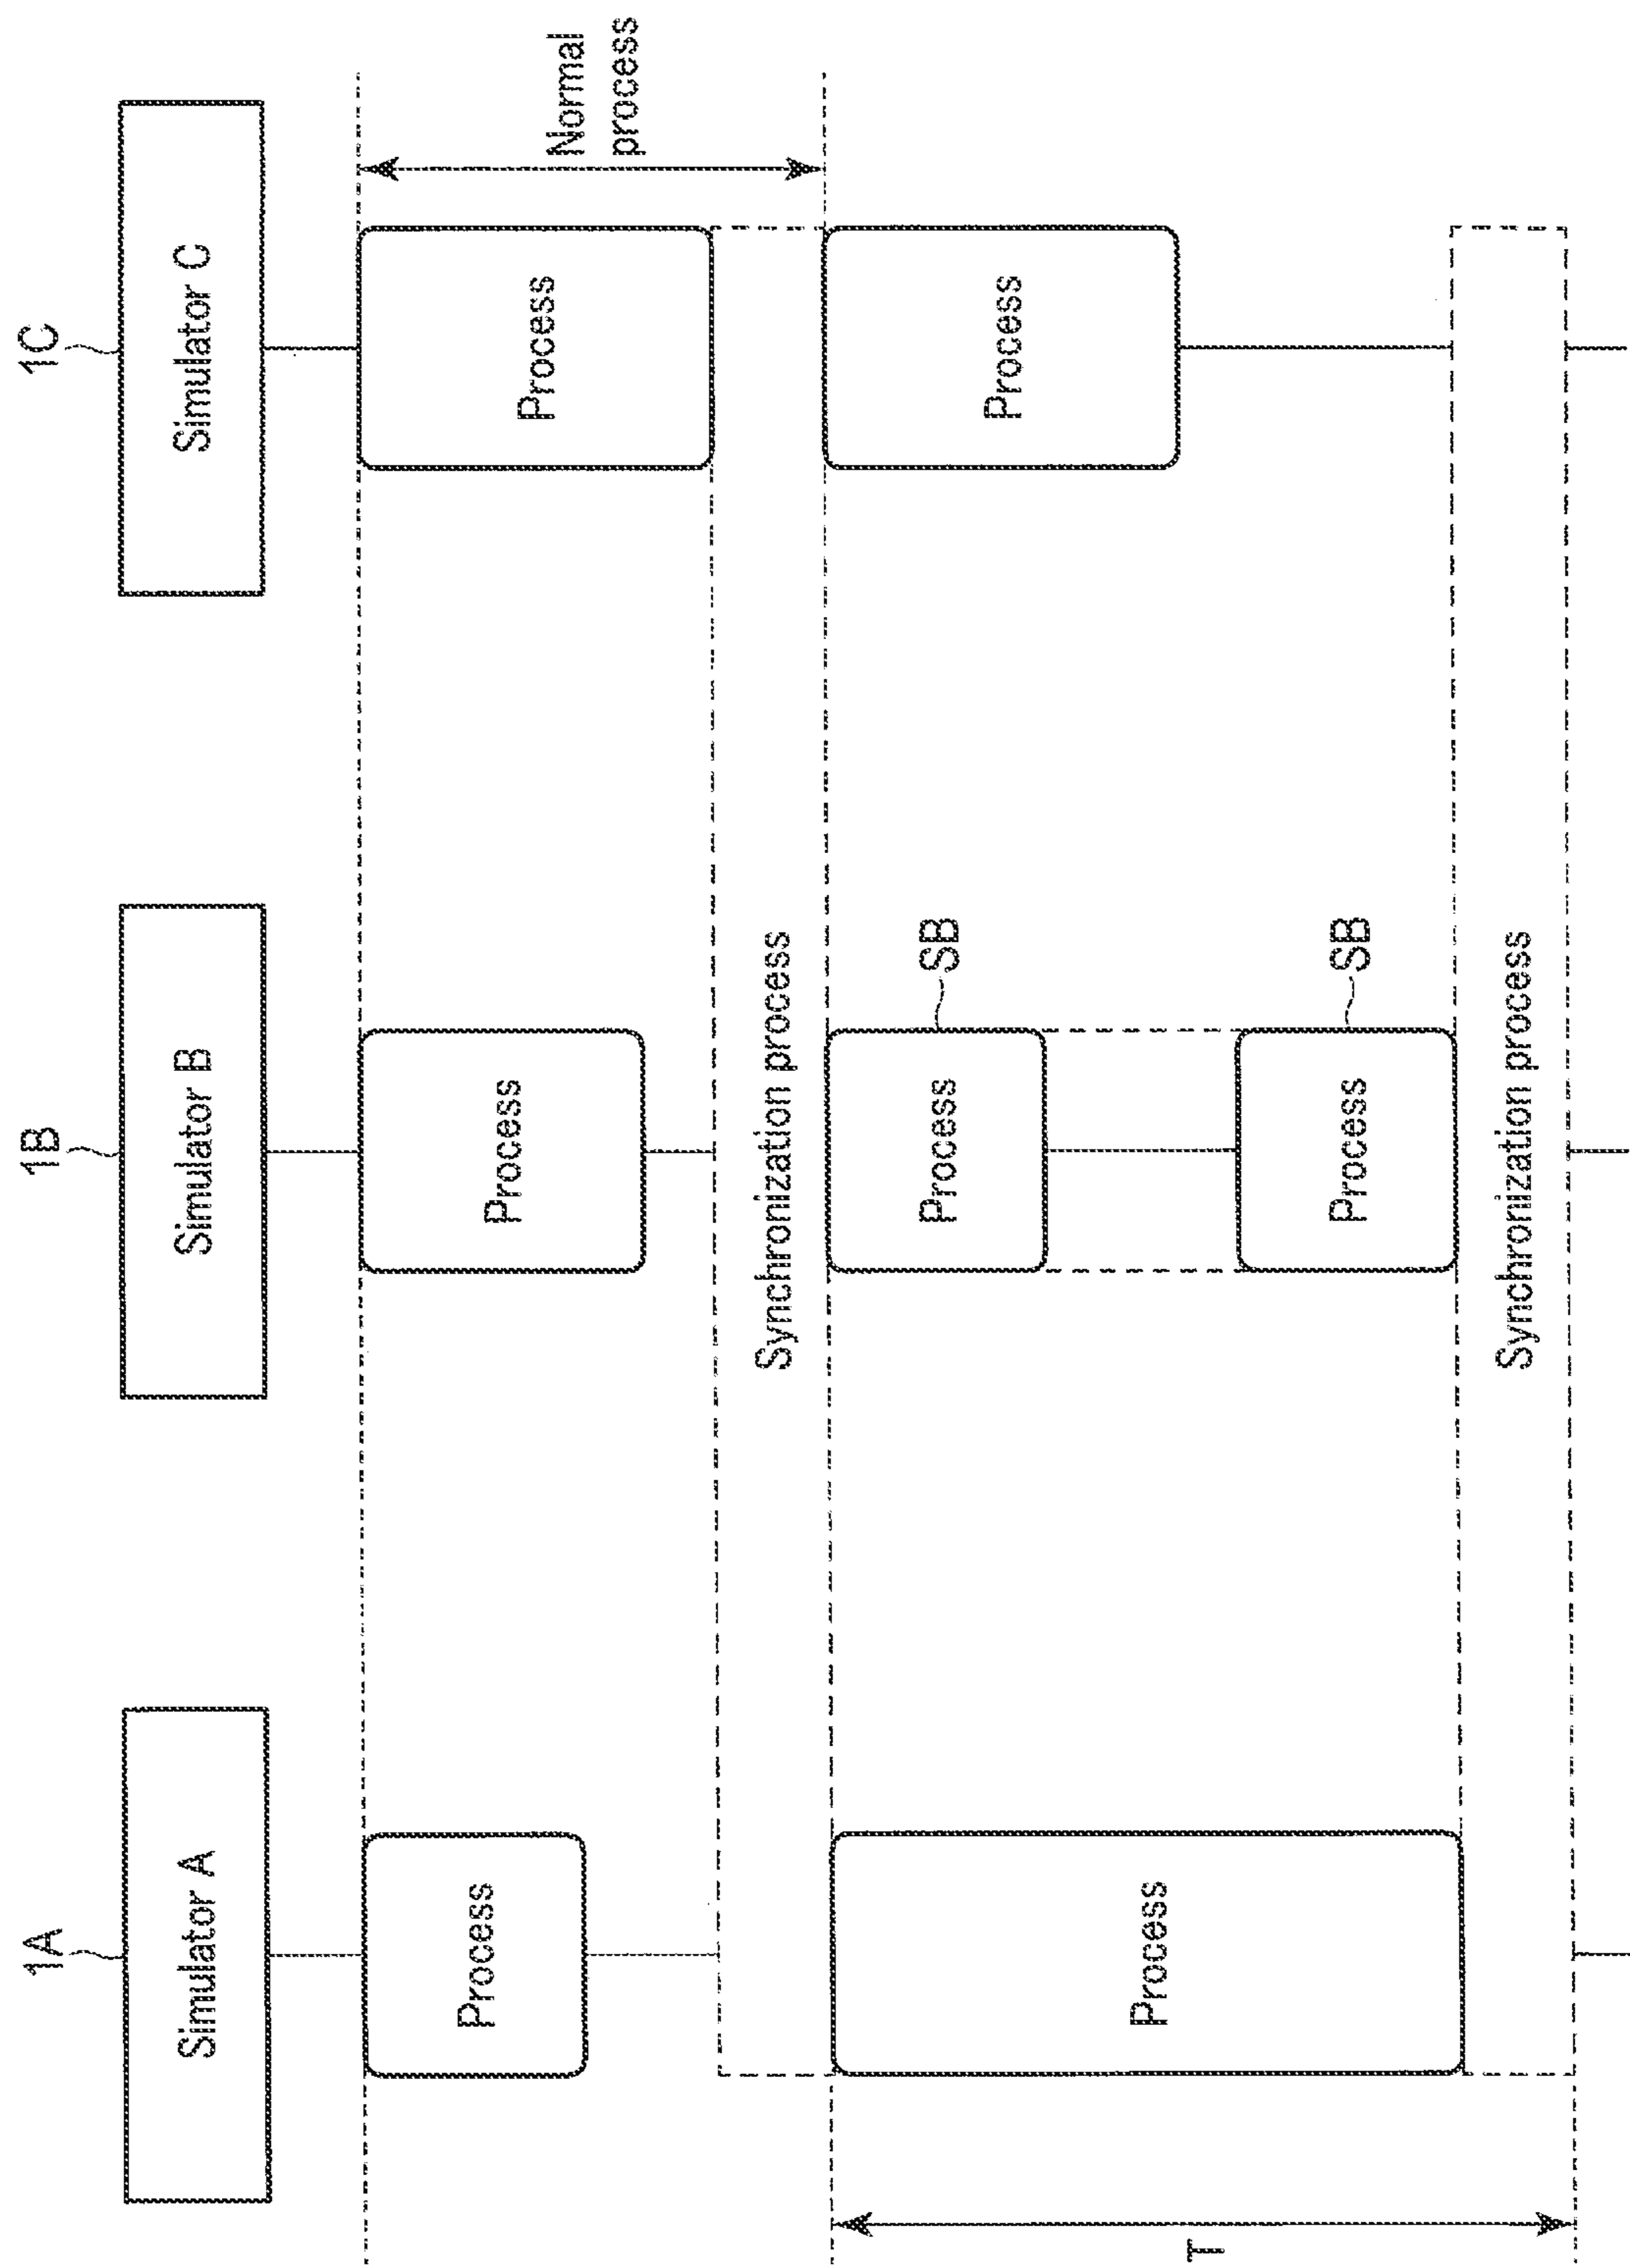 1A
1B
1C
Simulator A
Simulator B
Simulator C
Process
Process
Process
Normal
process
Synchronization process
T
Process
Process
SB
Process
SB
Process
Synchronization process